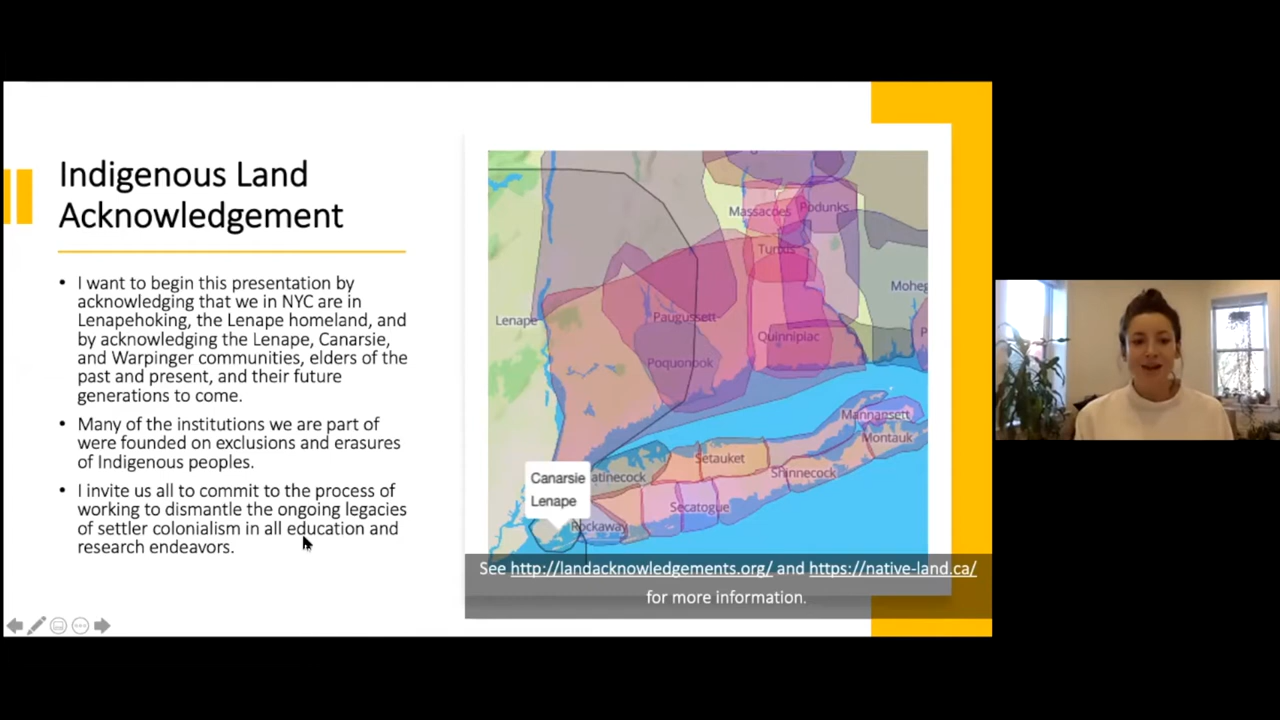 Indigenous Land
Acknowledgement
• I want to begin this presentation by
acknowledging that we in NYC are in
Lenapehoking, the Lenape homeland, and
by acknowledging the Lenape, Canarsie,
and Warpinger communities, elders of the
past and present, and their future
generations to come.
• Many of the institutions we are part of
were founded on exclusions and erasures
of Indigenous peoples.
• I invite us all to commit to the process of
working to dismantle the ongoing legacies
of settler colonialism in all education and
research endeavors.
Massacoes
Podunks
Tunxis
Moheg
Lenape
Paugussett
Quinnipiac
Poquonook
Manhansett
Montauk
Setauket
Shinnecock
Canarsie
Lenape
atinecock
Secatogue
Rockaway
See http://landacknowledgements.org/ and https://native-land.ca/
for more information.